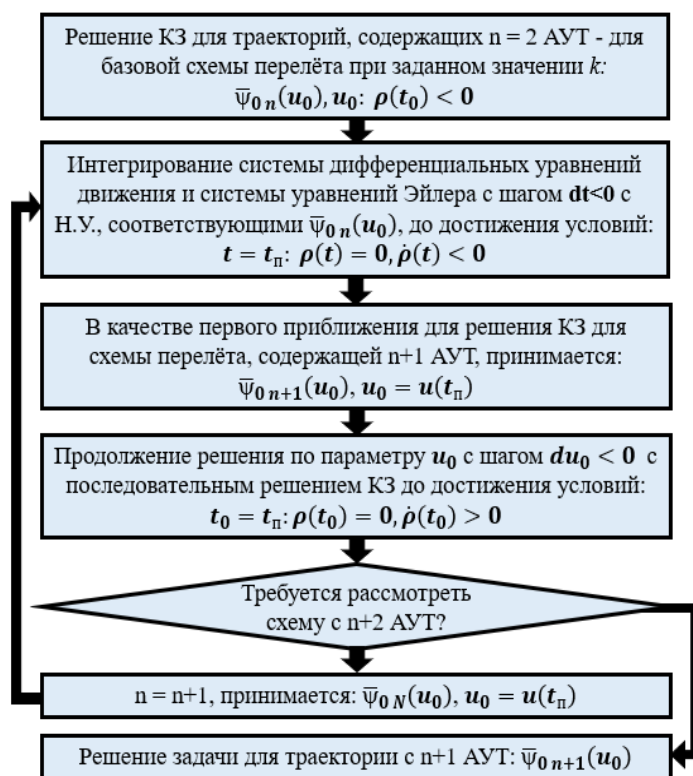 Решение КЗ для траекторий, содержащих n = 2 АУТ - для
базовой схемы перелёта при заданном значении k:
ψ̅₀ ₙ(u₀), u₀: ρ(t₀) < 0
Интегрирование системы дифференциальных уравнений
движения и системы уравнений Эйлера с шагом dt<0 с
Н.У., соответствующими ψ̅₀ ₙ(u₀), до достижения условий:
t = tп: ρ(t) = 0, ρ̇(t) < 0
В качестве первого приближения для решения КЗ для
схемы перелёта, содержащей n+1 АУТ, принимается:
ψ̅₀ ₙ₊₁(u₀), u₀ = u(tп)
Продолжение решения по параметру u₀ с шагом du₀ < 0 с
последовательным решением КЗ до достижения условий:
t₀ = tп: ρ(t₀) = 0, ρ̇(t₀) > 0
Требуется рассмотреть
схему с n+2 АУТ?
n = n+1, принимается: ψ̅₀ N(u₀), u₀ = u(tп)
Решение задачи для траектории с n+1 АУТ: ψ̅₀ ₙ₊₁(u₀)